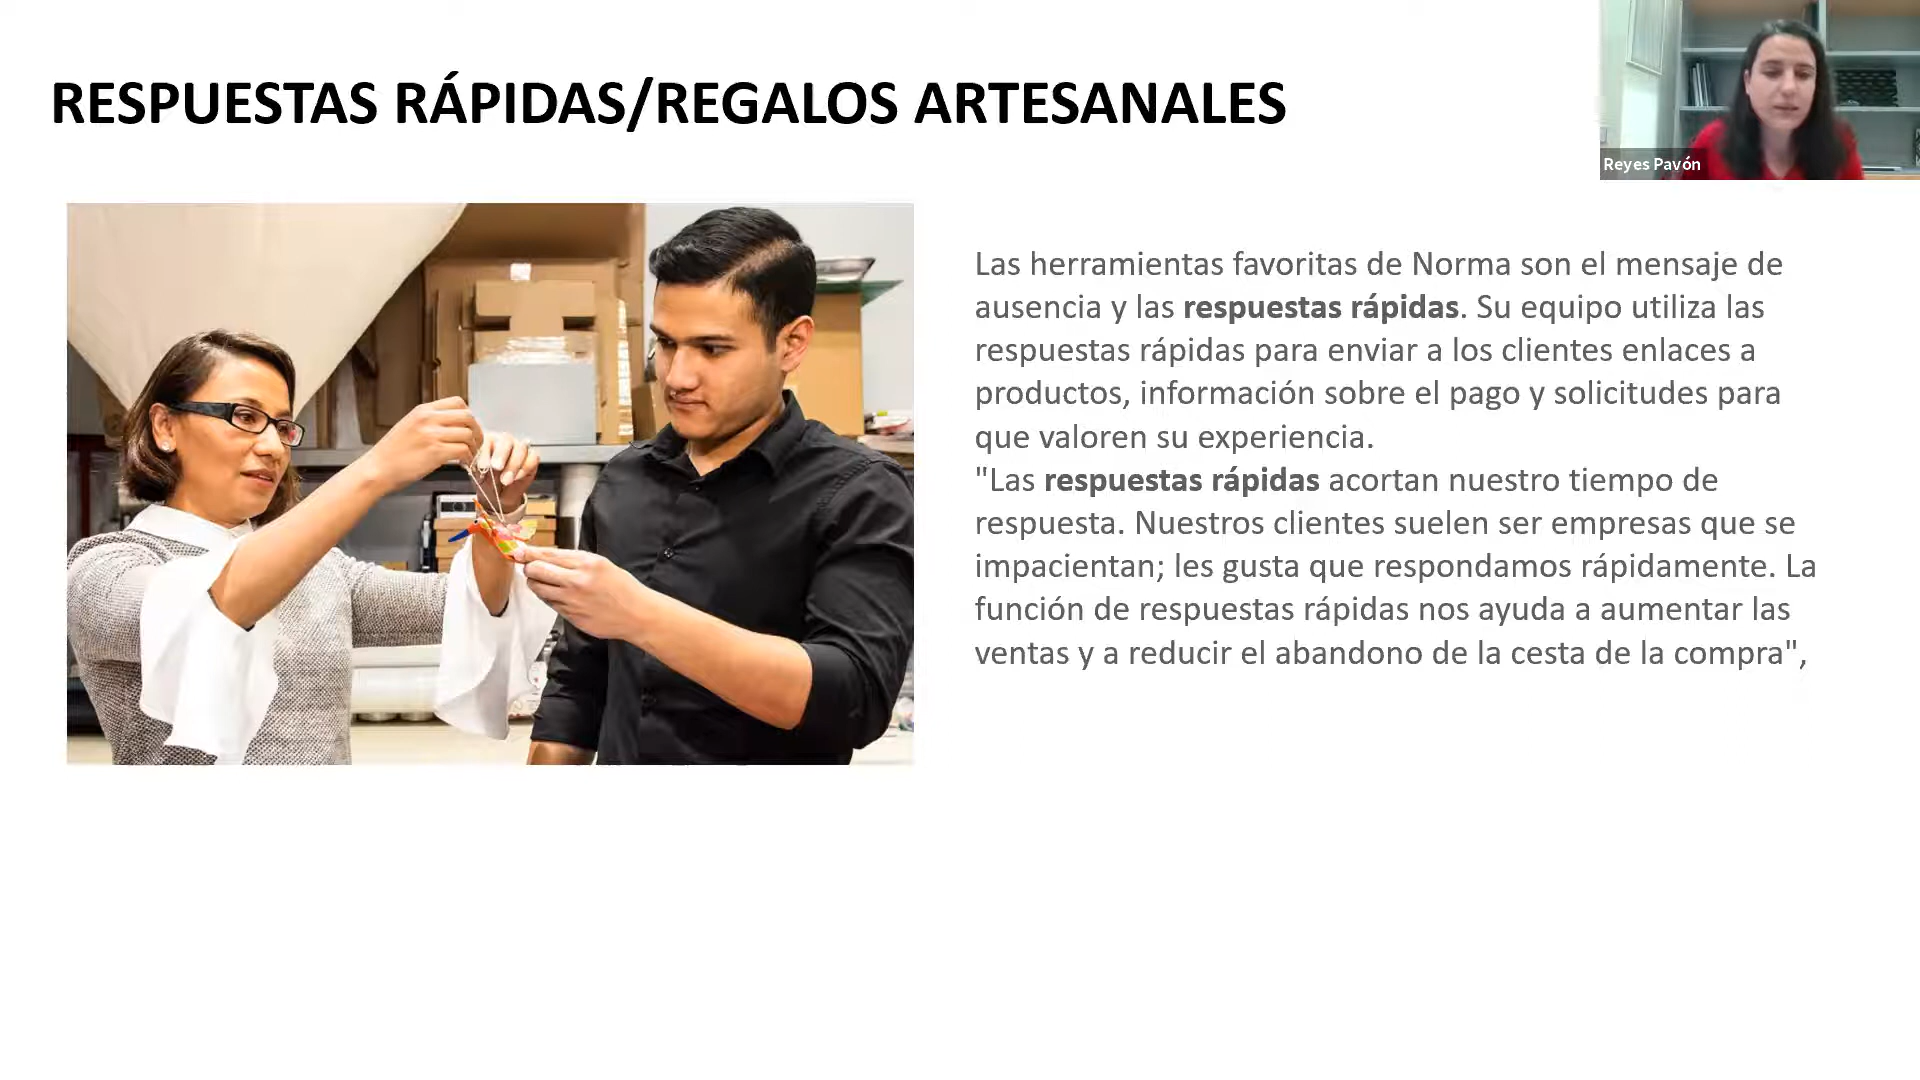 RESPUESTAS RÁPIDAS/REGALOS ARTESANALES
Reyes Pavón
Las herramientas favoritas de Norma son el mensaje de
ausencia y las respuestas rápidas. Su equipo utiliza las
respuestas rápidas para enviar a los clientes enlaces a
productos, información sobre el pago y solicitudes para
que valoren su experiencia.
"Las respuestas rápidas acortan nuestro tiempo de
respuesta. Nuestros clientes suelen ser empresas que se
impacientan; les gusta que respondamos rápidamente. La
función de respuestas rápidas nos ayuda a aumentar las
ventas y a reducir el abandono de la cesta de la compra",